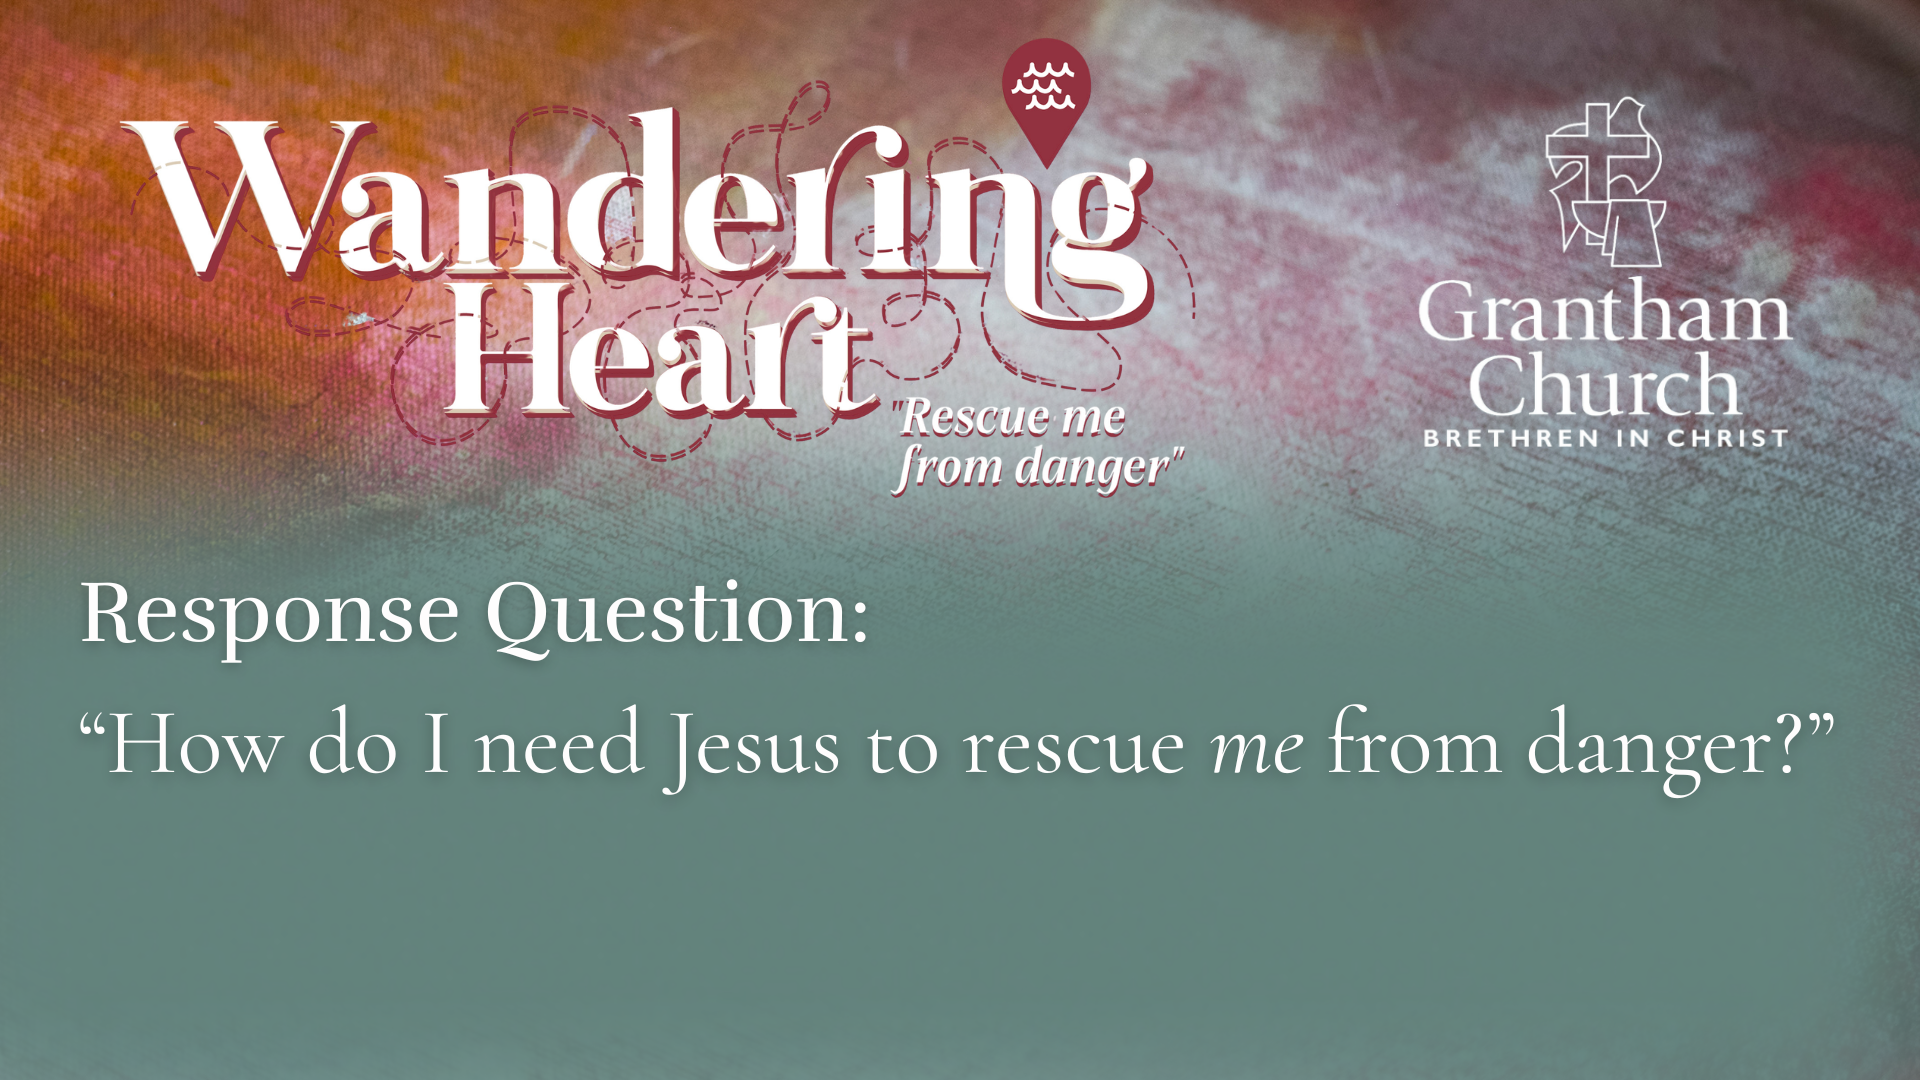 Wandering
Heart
"Rescue me
from danger"
Grantham
Church
BRETHREN IN CHRIST
Response Question:
“How do I need Jesus to rescue me from danger?”